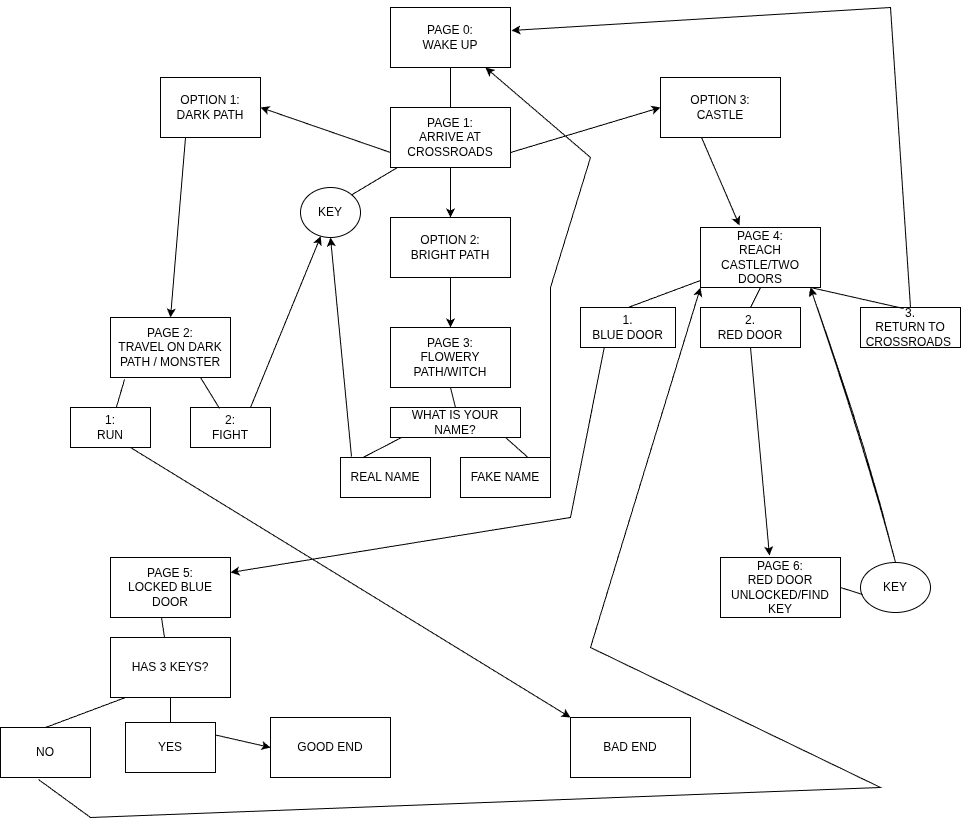 PAGE 0:
WAKE UP
OPTION 1:
DARK PATH
OPTION 3:
CASTLE
PAGE 1:
ARRIVE AT
CROSSROADS
KEY
OPTION 2:
BRIGHT PATH
PAGE 4:
REACH
CASTLE/TWO
DOORS
1.
BLUE DOOR
2.
RED DOOR
3.
RETURN TO
CROSSROADS
PAGE 2:
TRAVEL ON DARK
PATH / MONSTER
PAGE 3:
FLOWERY
PATH/WITCH
1:
RUN
2:
FIGHT
WHAT IS YOUR
NAME?
REAL NAME
FAKE NAME
PAGE 5:
LOCKED BLUE
DOOR
PAGE 6:
RED DOOR
UNLOCKED/FIND
KEY
KEY
HAS 3 KEYS?
NO
YES
GOOD END
BAD END